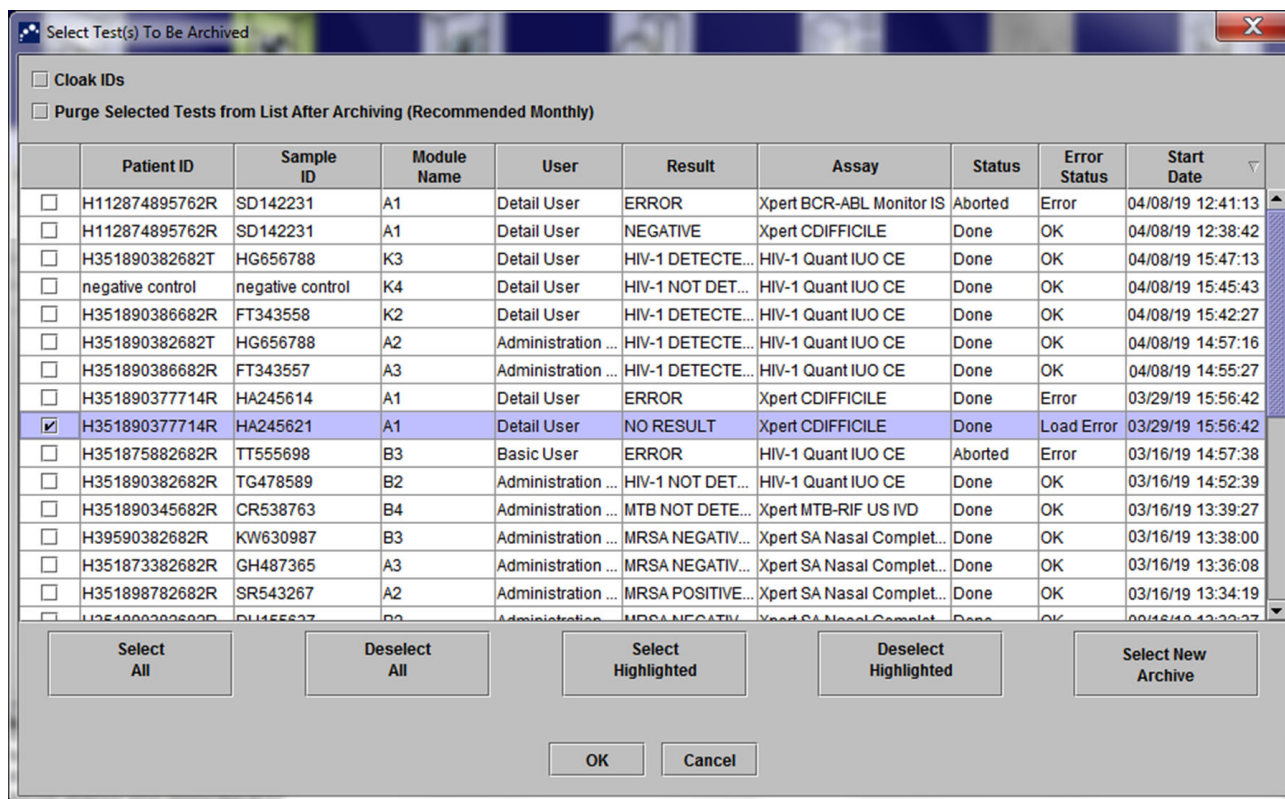 Select Test(s) To Be Archived
Cloak IDs
Purge Selected Tests from List After Archiving (Recommended Monthly)
Patient ID Sample ID Module Name User Result Assay Status Error Status Start Date
H112874895762R SD142231 A1 Detail User ERROR Xpert BCR-ABL Monitor IS Aborted Error 04/08/19 12:41:13
H112874895762R SD142231 A1 Detail User NEGATIVE Xpert CDIFFICILE Done OK 04/08/19 12:38:42
H351890382682T HG656788 K3 Detail User HIV-1 DETECTE... HIV-1 Quant IUO CE Done OK 04/08/19 15:47:13
negative control negative control K4 Detail User HIV-1 NOT DET... HIV-1 Quant IUO CE Done OK 04/08/19 15:45:43
H351890386682R FT343558 K2 Detail User HIV-1 DETECTE... HIV-1 Quant IUO CE Done OK 04/08/19 15:42:27
H351890382682T HG656788 A2 Administration ... HIV-1 DETECTE... HIV-1 Quant IUO CE Done OK 04/08/19 14:57:16
H351890386682R FT343557 A3 Administration ... HIV-1 DETECTE... HIV-1 Quant IUO CE Done OK 04/08/19 14:55:27
H351890377714R HA245614 A1 Detail User ERROR Xpert CDIFFICILE Done Error 03/29/19 15:56:42
H351890377714R HA245621 A1 Detail User NO RESULT Xpert CDIFFICILE Done Load Error 03/29/19 15:56:42
H351875882682R TT555698 B3 Basic User ERROR HIV-1 Quant IUO CE Aborted Error 03/16/19 14:57:38
H351890382682R TG478589 B2 Administration ... HIV-1 NOT DET... HIV-1 Quant IUO CE Done OK 03/16/19 14:52:39
H351890345682R CR538763 B4 Administration ... MTB NOT DETE... Xpert MTB-RIF US IVD Done OK 03/16/19 13:39:27
H39590382682R KW630987 B3 Administration ... MRSA NEGATIV... Xpert SA Nasal Complet... Done OK 03/16/19 13:38:00
H351873382682R GH487365 A3 Administration ... MRSA NEGATIV... Xpert SA Nasal Complet... Done OK 03/16/19 13:36:08
H351898782682R SR543267 A2 Administration ... MRSA POSITIVE... Xpert SA Nasal Complet... Done OK 03/16/19 13:34:19
Select All Deselect All Select Highlighted Deselect Highlighted Select New Archive
OK Cancel